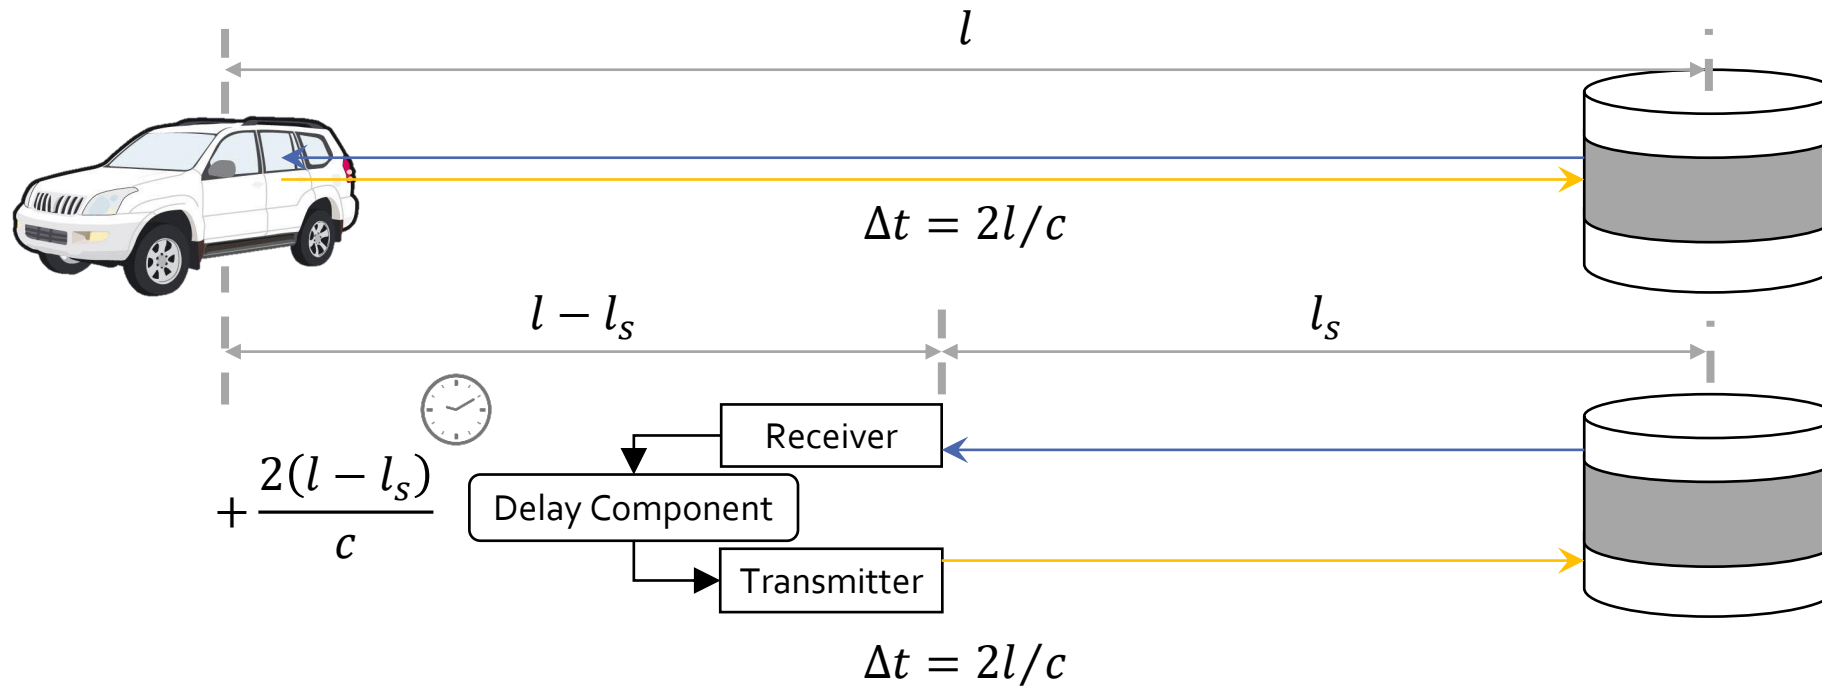 l
Δt = 2l/c
l − l_s
l_s
+ 2(l − l_s)/c
Receiver
Delay Component
Transmitter
Δt = 2l/c